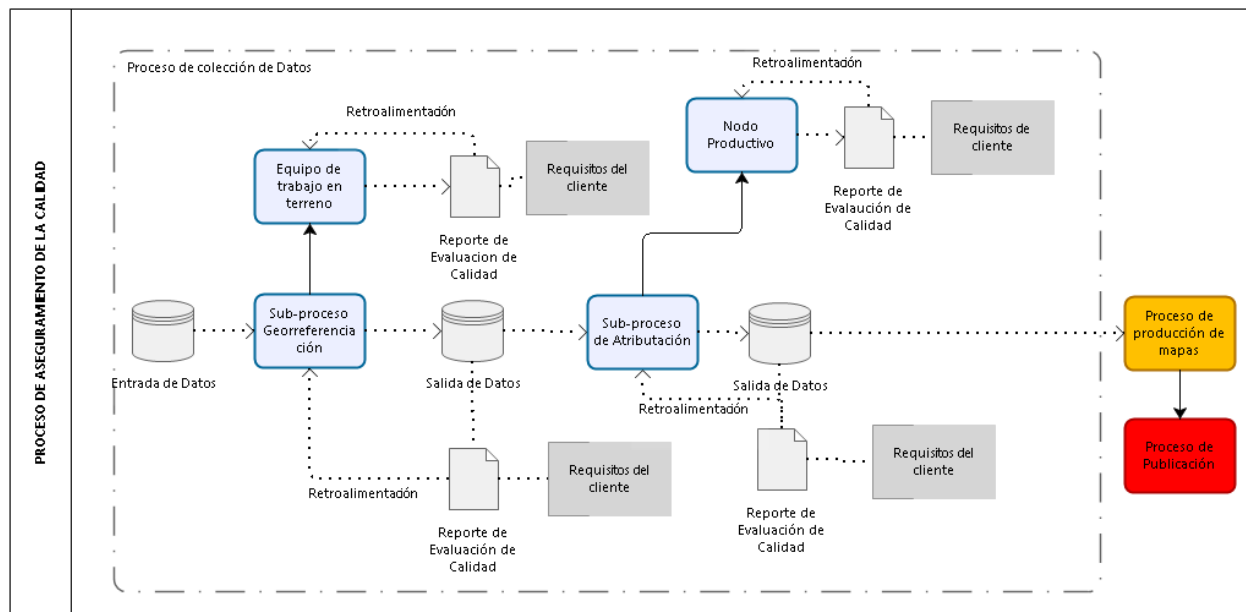 PROCESO DE ASEGURAMIENTO DE LA CALIDAD
Proceso de colección de Datos
Retroalimentación
Equipo de
trabajo en
terreno
Requisitos del
cliente
Reporte de
Evaluacion de
Calidad
Retroalimentación
Nodo
Productivo
Requisitos de
cliente
Reporte de
Evalaución de
Calidad
Entrada de Datos
Sub-proceso
Georreferencia
ción
Salida de Datos
Sub-proceso
de Atributación
Salida de Datos
Proceso de
producción de
mapas
Retroalimentación
Requisitos del
cliente
Reporte de
Evaluación de
Calidad
Retroalimentación
Requisitos del
cliente
Reporte de
Evaluación de
Calidad
Proceso de
Publicación